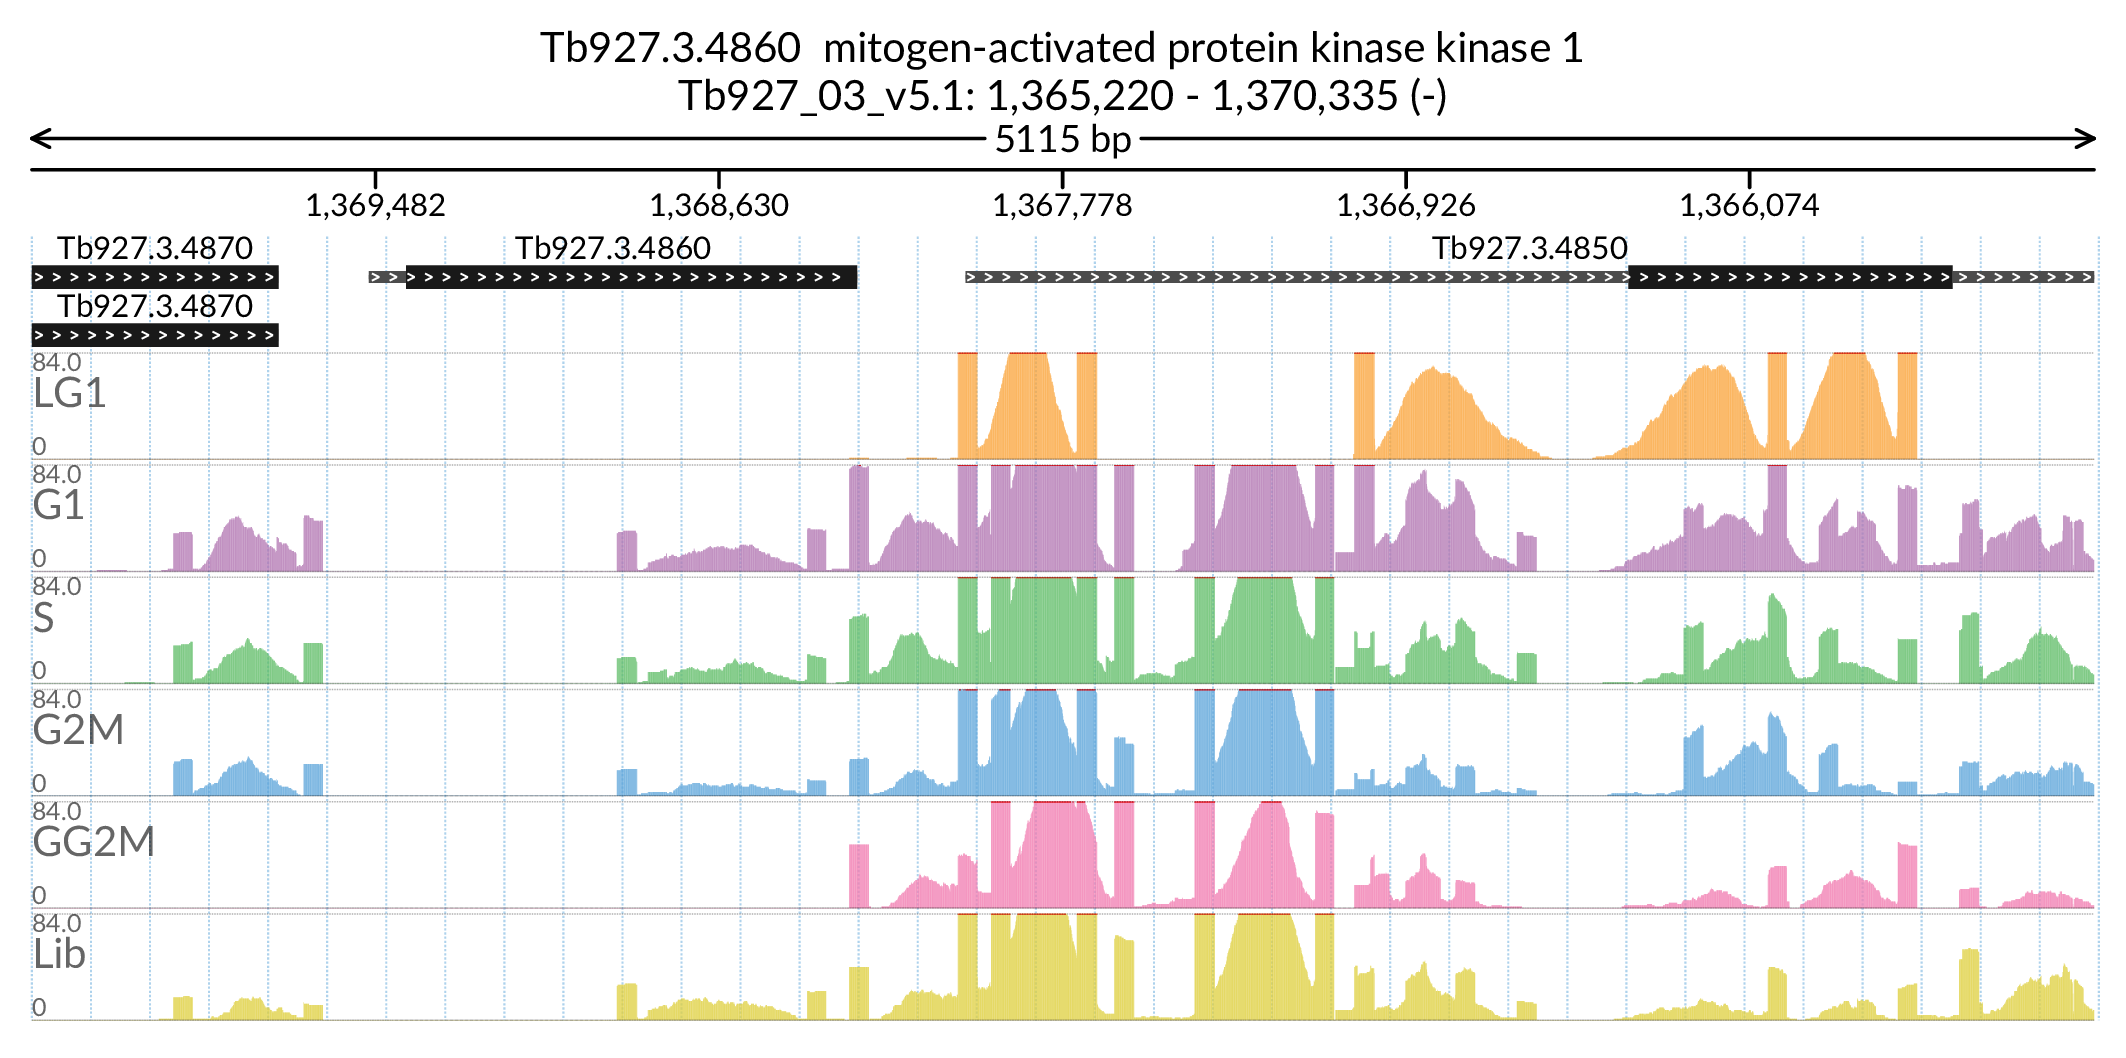 Tb927.3.4860  mitogen-activated protein kinase kinase 1
Tb927_03_v5.1: 1,365,220 - 1,370,335 (-)
5115 bp
1,369,482 1,368,630 1,367,778 1,366,926 1,366,074
Tb927.3.4870 Tb927.3.4860 Tb927.3.4850
Tb927.3.4870
84.0
LG1
0
84.0
G1
0
84.0
S
0
84.0
G2M
0
84.0
GG2M
0
84.0
Lib
0